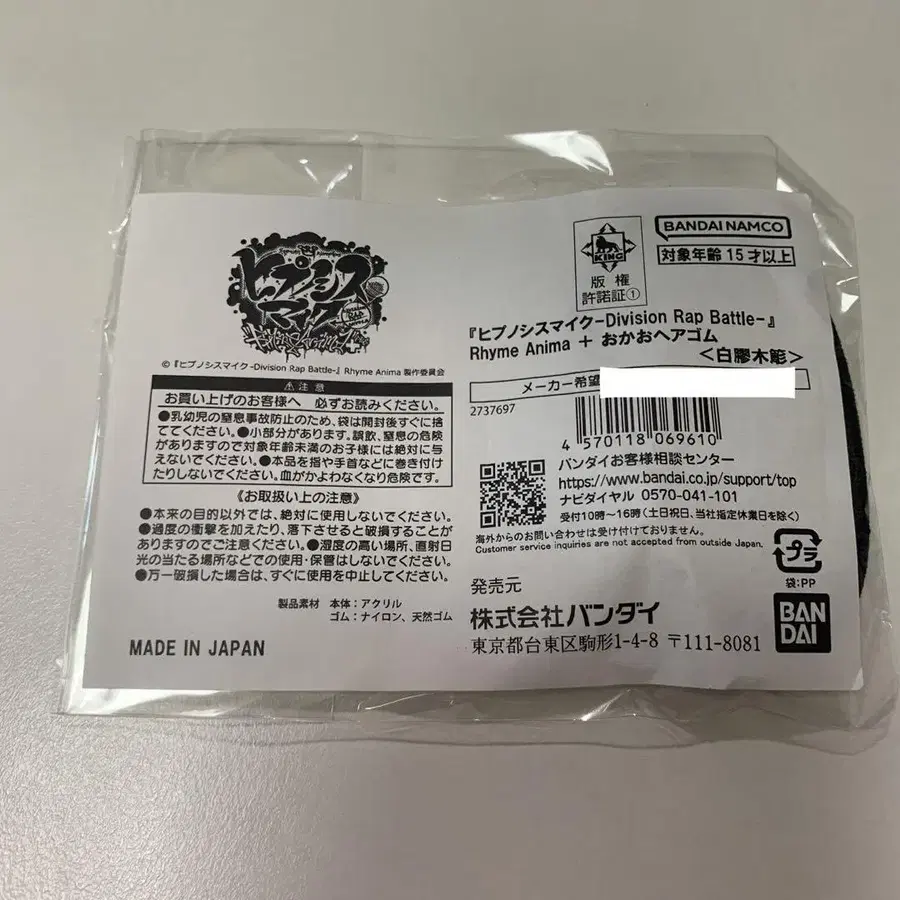 ヒプノシス
マイク
©『ヒプノシスマイク-Division Rap Battle-』Rhyme Anima 製作委員会
⚠注 意
お買い上げのお客様へ 必ずお読みください。
●乳幼児の窒息事故防止のため、袋は開封後すぐに捨
ててください。●小部分があります。誤飲、窒息の危険
がありますので対象年齢未満のお子様には絶対に与
えないでください。●本品を指や手首などに巻き付け
たりしないでください。血がかよわなくなり危険です。
《お取扱い上の注意》
●本来の目的以外では、絶対に使用しないでください。
●過度の衝撃を加えたり、落下させると破損することが
ありますのでご注意ください。●湿度の高い場所、直射日
光の当たる場所などでの使用・保管はしないでください。
●万一破損した場合は、すぐに使用を中止してください。
製品素材 本体：アクリル
ゴム：ナイロン、天然ゴム
MADE IN JAPAN
KING
版権
許諾証①
BANDAI NAMCO
対象年齢 15才以上
『ヒプノシスマイク-Division Rap Battle-』
Rhyme Anima + おかおヘアゴム
＜白膠木簓＞
メーカー希望
2737697
4 570118 069610
バンダイお客様相談センター
https://www.bandai.co.jp/support/top
ナビダイヤル 0570-041-101
受付10時～16時(土日祝日、当社指定休業日を除く)
海外からのお問い合わせは受け付けておりません。
Customer service inquiries are not accepted from outside Japan.
プラ
袋:PP
発売元
株式会社バンダイ
東京都台東区駒形1-4-8 〒111-8081
BAN
DAI